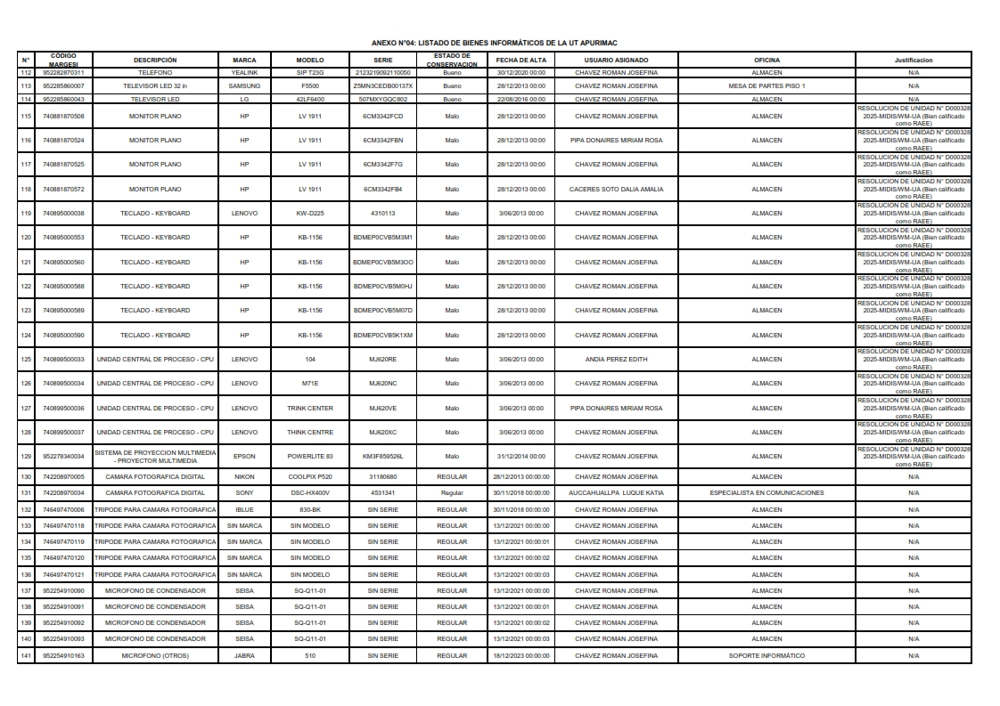 ANEXO N°04: LISTADO DE BIENES INFORMÁTICOS DE LA UT APURIMAC
N° CÓDIGO MARGESI DESCRIPCIÓN MARCA MODELO SERIE ESTADO DE CONSERVACION FECHA DE ALTA USUARIO ASIGNADO OFICINA Justificacion
112 952282870311 TELEFONO YEALINK SIP T23G 2123219092110050 Bueno 30/12/2020 00:00 CHAVEZ ROMAN JOSEFINA ALMACEN N/A
113 952285860007 TELEVISOR LED 32 in SAMSUNG F5500 Z5MN3CEDB00137X Bueno 28/12/2013 00:00 CHAVEZ ROMAN JOSEFINA MESA DE PARTES PISO 1 N/A
114 952285860043 TELEVISOR LED LG 42LF6400 507MXYGQC802 Bueno 22/08/2016 00:00 CHAVEZ ROMAN JOSEFINA ALMACEN N/A
115 740881870508 MONITOR PLANO HP LV 1911 6CM3342FCD Malo 28/12/2013 00:00 CHAVEZ ROMAN JOSEFINA ALMACEN RESOLUCION DE UNIDAD N° D000328
2025-MIDIS/WM-UA (Bien calificado
como RAEE)
116 740881870524 MONITOR PLANO HP LV 1911 6CM3342FBN Malo 28/12/2013 00:00 PIPA DONAIRES MIRIAM ROSA ALMACEN RESOLUCION DE UNIDAD N° D000328
2025-MIDIS/WM-UA (Bien calificado
como RAEE)
117 740881870525 MONITOR PLANO HP LV 1911 6CM3342F7G Malo 28/12/2013 00:00 CHAVEZ ROMAN JOSEFINA ALMACEN RESOLUCION DE UNIDAD N° D000328
2025-MIDIS/WM-UA (Bien calificado
como RAEE)
118 740881870572 MONITOR PLANO HP LV 1911 6CM3342FB4 Malo 28/12/2013 00:00 CACERES SOTO DALIA AMALIA ALMACEN RESOLUCION DE UNIDAD N° D000328
2025-MIDIS/WM-UA (Bien calificado
como RAEE)
119 740895000038 TECLADO - KEYBOARD LENOVO KW-D225 4310113 Malo 3/06/2013 00:00 CHAVEZ ROMAN JOSEFINA ALMACEN RESOLUCION DE UNIDAD N° D000328
2025-MIDIS/WM-UA (Bien calificado
como RAEE)
120 740895000553 TECLADO - KEYBOARD HP KB-1156 BDMEP0CVB5M3M1 Malo 28/12/2013 00:00 CHAVEZ ROMAN JOSEFINA ALMACEN RESOLUCION DE UNIDAD N° D000328
2025-MIDIS/WM-UA (Bien calificado
como RAEE)
121 740895000560 TECLADO - KEYBOARD HP KB-1156 BDMEP0CVB5M3OO Malo 28/12/2013 00:00 CHAVEZ ROMAN JOSEFINA ALMACEN RESOLUCION DE UNIDAD N° D000328
2025-MIDIS/WM-UA (Bien calificado
como RAEE)
122 740895000588 TECLADO - KEYBOARD HP KB-1156 BDMEP0CVB5M0HJ Malo 28/12/2013 00:00 CHAVEZ ROMAN JOSEFINA ALMACEN RESOLUCION DE UNIDAD N° D000328
2025-MIDIS/WM-UA (Bien calificado
como RAEE)
123 740895000589 TECLADO - KEYBOARD HP KB-1156 BDMEP0CVB5M07D Malo 28/12/2013 00:00 CHAVEZ ROMAN JOSEFINA ALMACEN RESOLUCION DE UNIDAD N° D000328
2025-MIDIS/WM-UA (Bien calificado
como RAEE)
124 740895000590 TECLADO - KEYBOARD HP KB-1156 BDMEP0CVB5K1XM Malo 28/12/2013 00:00 CHAVEZ ROMAN JOSEFINA ALMACEN RESOLUCION DE UNIDAD N° D000328
2025-MIDIS/WM-UA (Bien calificado
como RAEE)
125 740899500033 UNIDAD CENTRAL DE PROCESO - CPU LENOVO 104 MJ620RE Malo 3/06/2013 00:00 ANDIA PEREZ EDITH ALMACEN RESOLUCION DE UNIDAD N° D000328
2025-MIDIS/WM-UA (Bien calificado
como RAEE)
126 740899500034 UNIDAD CENTRAL DE PROCESO - CPU LENOVO M71E MJ620NC Malo 3/06/2013 00:00 CHAVEZ ROMAN JOSEFINA ALMACEN RESOLUCION DE UNIDAD N° D000328
2025-MIDIS/WM-UA (Bien calificado
como RAEE)
127 740899500036 UNIDAD CENTRAL DE PROCESO - CPU LENOVO TRINK CENTER MJ620VE Malo 3/06/2013 00:00 PIPA DONAIRES MIRIAM ROSA ALMACEN RESOLUCION DE UNIDAD N° D000328
2025-MIDIS/WM-UA (Bien calificado
como RAEE)
128 740899500037 UNIDAD CENTRAL DE PROCESO - CPU LENOVO THINK CENTRE MJ620XC Malo 3/06/2013 00:00 CHAVEZ ROMAN JOSEFINA ALMACEN RESOLUCION DE UNIDAD N° D000328
2025-MIDIS/WM-UA (Bien calificado
como RAEE)
129 952278340034 SISTEMA DE PROYECCION MULTIMEDIA - PROYECTOR MULTIMEDIA EPSON POWERLITE 83 KM3F859526L Malo 31/12/2014 00:00 CHAVEZ ROMAN JOSEFINA ALMACEN RESOLUCION DE UNIDAD N° D000328
2025-MIDIS/WM-UA (Bien calificado
como RAEE)
130 742208970005 CAMARA FOTOGRAFICA DIGITAL NIKON COOLPIX P520 31180680 REGULAR 28/12/2013 00:00:00 CHAVEZ ROMAN JOSEFINA ALMACEN N/A
131 742208970034 CAMARA FOTOGRAFICA DIGITAL SONY DSC-HX400V 4531341 Regular 30/11/2018 00:00:00 AUCCAHUALLPA LUQUE KATIA ESPECIALISTA EN COMUNICACIONES N/A
132 746497470006 TRIPODE PARA CAMARA FOTOGRAFICA IBLUE 830-BK SIN SERIE REGULAR 30/11/2018 00:00:00 CHAVEZ ROMAN JOSEFINA ALMACEN N/A
133 746497470118 TRIPODE PARA CAMARA FOTOGRAFICA SIN MARCA SIN MODELO SIN SERIE REGULAR 13/12/2021 00:00:00 CHAVEZ ROMAN JOSEFINA ALMACEN N/A
134 746497470119 TRIPODE PARA CAMARA FOTOGRAFICA SIN MARCA SIN MODELO SIN SERIE REGULAR 13/12/2021 00:00:01 CHAVEZ ROMAN JOSEFINA ALMACEN N/A
135 746497470120 TRIPODE PARA CAMARA FOTOGRAFICA SIN MARCA SIN MODELO SIN SERIE REGULAR 13/12/2021 00:00:02 CHAVEZ ROMAN JOSEFINA ALMACEN N/A
136 746497470121 TRIPODE PARA CAMARA FOTOGRAFICA SIN MARCA SIN MODELO SIN SERIE REGULAR 13/12/2021 00:00:03 CHAVEZ ROMAN JOSEFINA ALMACEN N/A
137 952254910090 MICROFONO DE CONDENSADOR SEISA SQ-Q11-01 SIN SERIE REGULAR 13/12/2021 00:00:00 CHAVEZ ROMAN JOSEFINA ALMACEN N/A
138 952254910091 MICROFONO DE CONDENSADOR SEISA SQ-Q11-01 SIN SERIE REGULAR 13/12/2021 00:00:01 CHAVEZ ROMAN JOSEFINA ALMACEN N/A
139 952254910092 MICROFONO DE CONDENSADOR SEISA SQ-Q11-01 SIN SERIE REGULAR 13/12/2021 00:00:02 CHAVEZ ROMAN JOSEFINA ALMACEN N/A
140 952254910093 MICROFONO DE CONDENSADOR SEISA SQ-Q11-01 SIN SERIE REGULAR 13/12/2021 00:00:03 CHAVEZ ROMAN JOSEFINA ALMACEN N/A
141 952254910163 MICROFONO (OTROS) JABRA 510 SIN SERIE REGULAR 18/12/2023 00:00:00 CHAVEZ ROMAN JOSEFINA SOPORTE INFORMÁTICO N/A